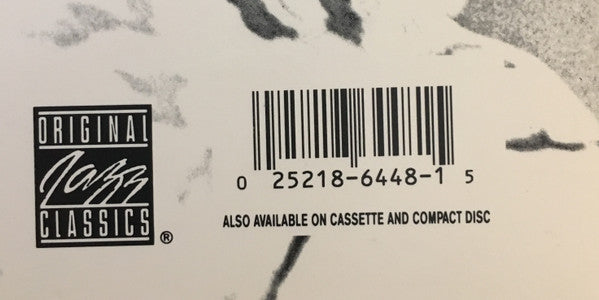 ORIGINAL
Jazz
CLASSICS
®
0 25218-6448-1 5
ALSO AVAILABLE ON CASSETTE AND COMPACT DISC